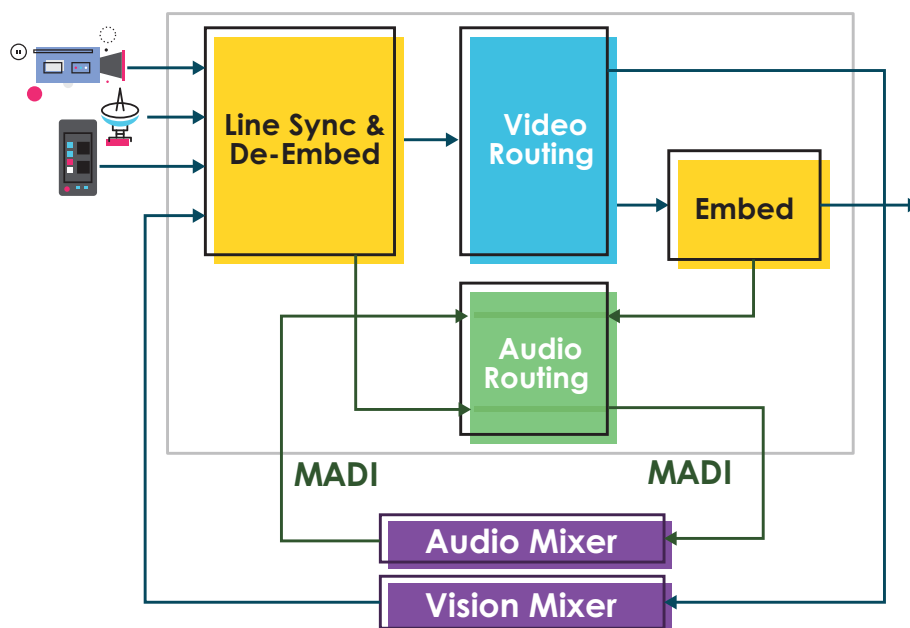 Line Sync &
De-Embed
Video
Routing
Embed
Audio
Routing
MADI
MADI
Audio Mixer
Vision Mixer